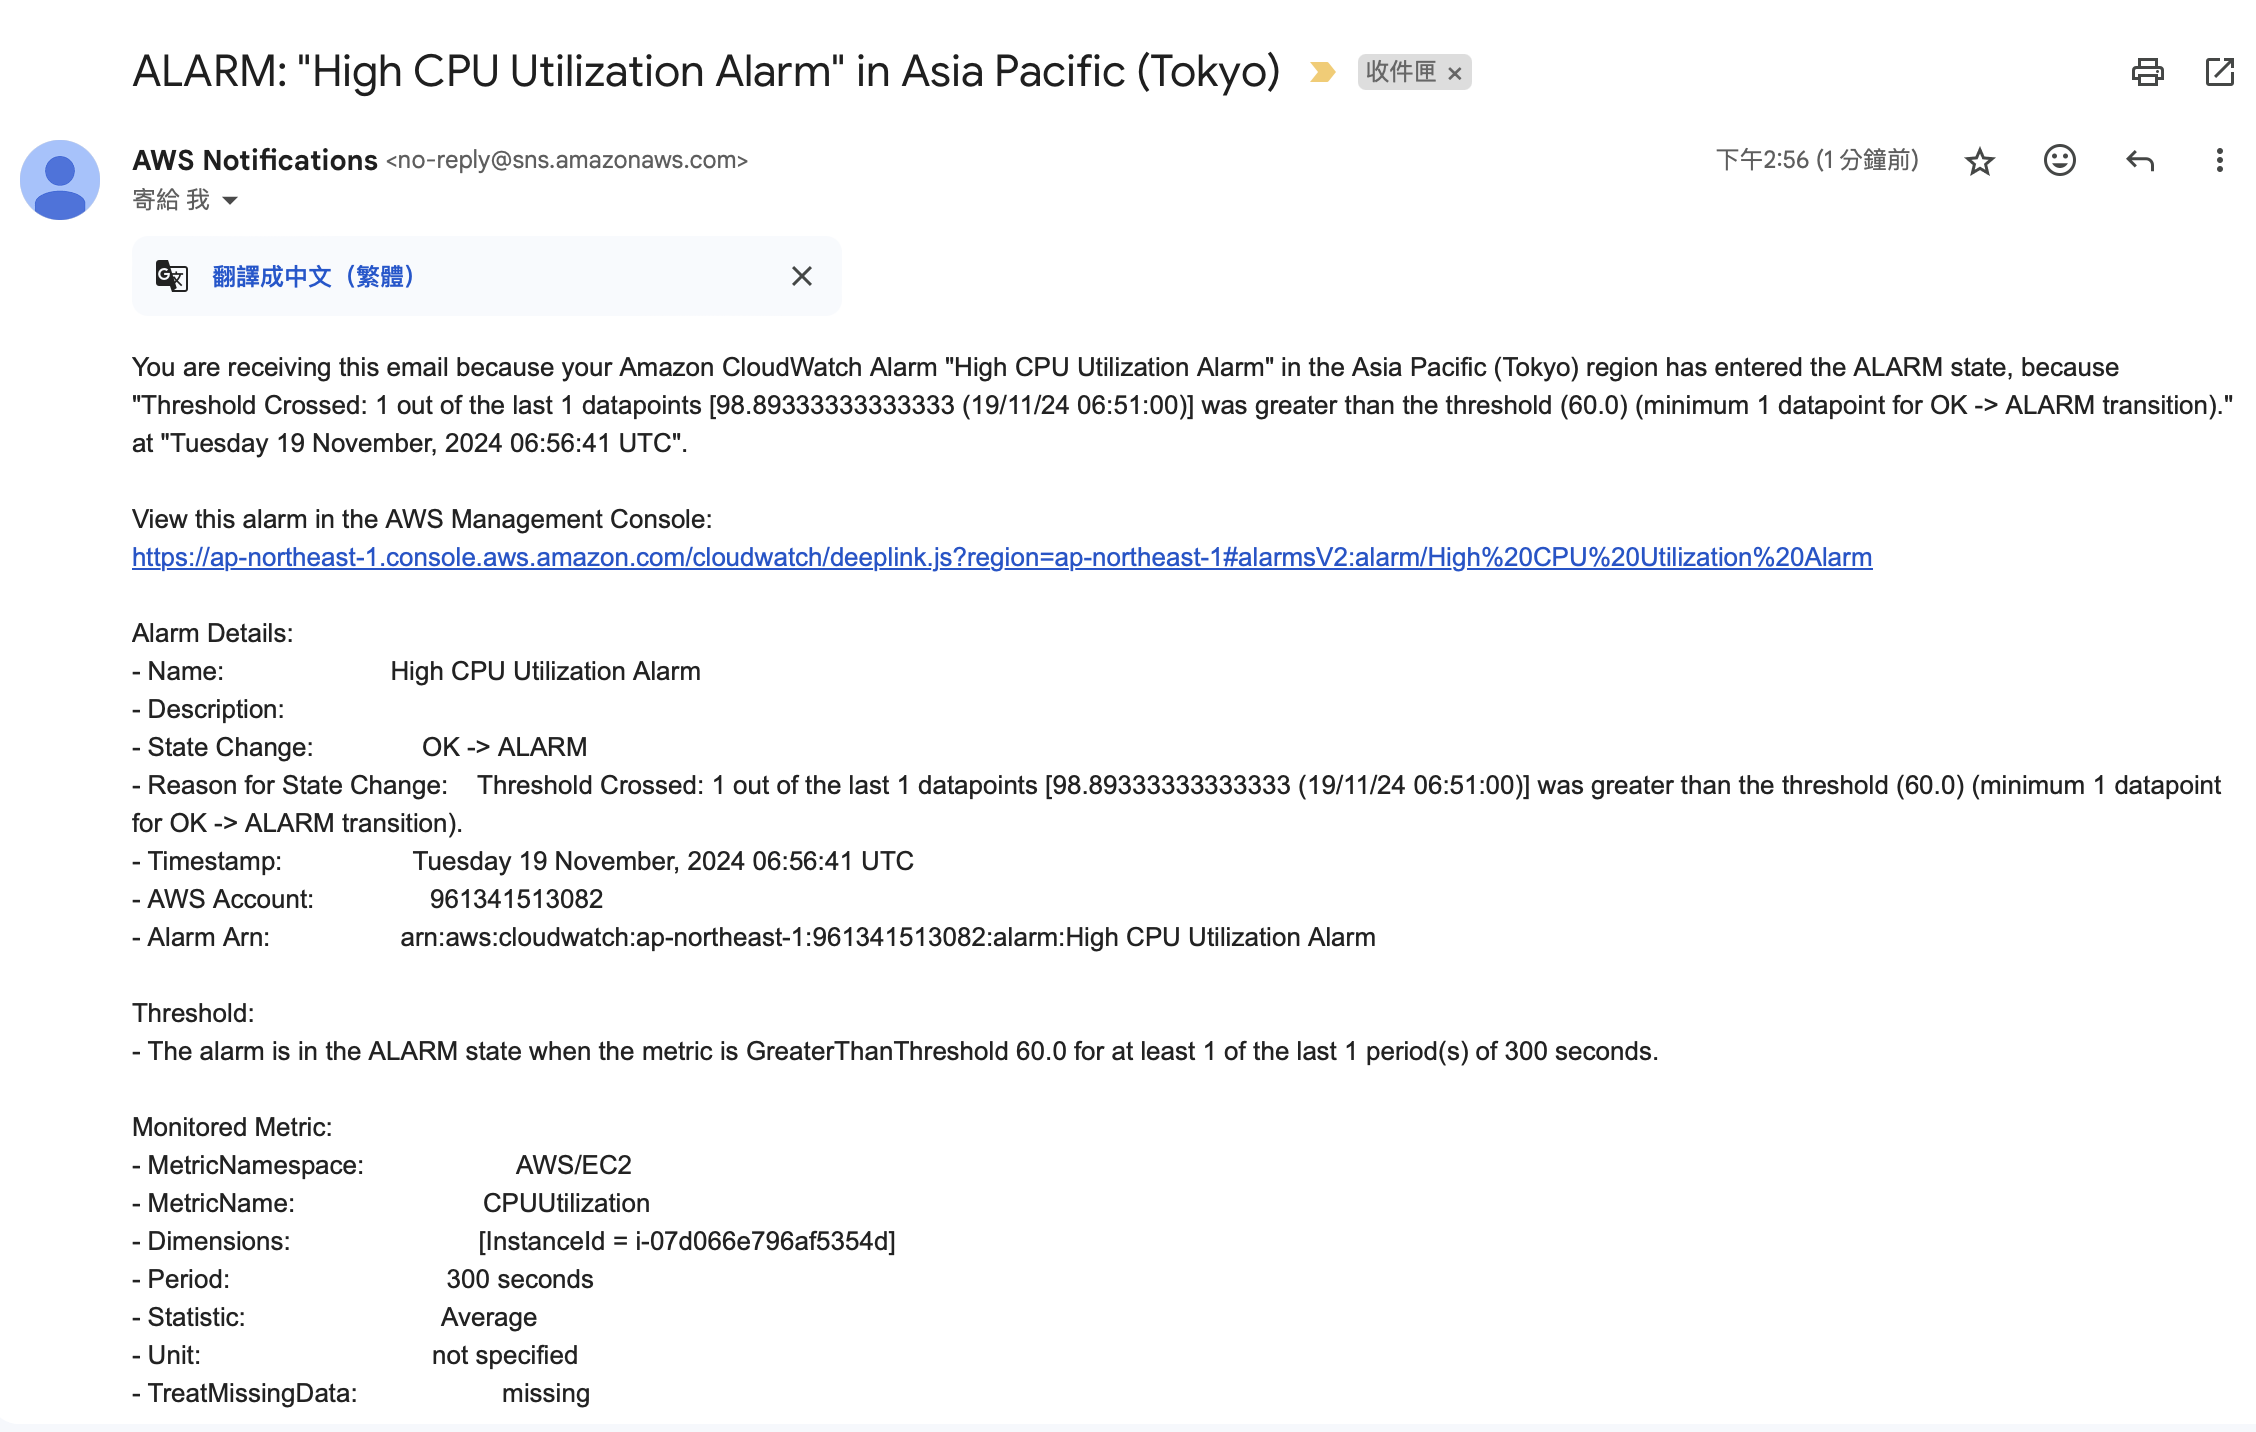 ALARM: "High CPU Utilization Alarm" in Asia Pacific (Tokyo) 收件匣 ×
AWS Notifications <no-reply@sns.amazonaws.com> 下午2:56 (1 分鐘前)
寄給 我
翻譯成中文（繁體）
You are receiving this email because your Amazon CloudWatch Alarm "High CPU Utilization Alarm" in the Asia Pacific (Tokyo) region has entered the ALARM state, because
"Threshold Crossed: 1 out of the last 1 datapoints [98.89333333333333 (19/11/24 06:51:00)] was greater than the threshold (60.0) (minimum 1 datapoint for OK -> ALARM transition)."
at "Tuesday 19 November, 2024 06:56:41 UTC".
View this alarm in the AWS Management Console:
https://ap-northeast-1.console.aws.amazon.com/cloudwatch/deeplink.js?region=ap-northeast-1#alarmsV2:alarm/High%20CPU%20Utilization%20Alarm
Alarm Details:
- Name: High CPU Utilization Alarm
- Description:
- State Change: OK -> ALARM
- Reason for State Change: Threshold Crossed: 1 out of the last 1 datapoints [98.89333333333333 (19/11/24 06:51:00)] was greater than the threshold (60.0) (minimum 1 datapoint
for OK -> ALARM transition).
- Timestamp: Tuesday 19 November, 2024 06:56:41 UTC
- AWS Account: 961341513082
- Alarm Arn: arn:aws:cloudwatch:ap-northeast-1:961341513082:alarm:High CPU Utilization Alarm
Threshold:
- The alarm is in the ALARM state when the metric is GreaterThanThreshold 60.0 for at least 1 of the last 1 period(s) of 300 seconds.
Monitored Metric:
- MetricNamespace: AWS/EC2
- MetricName: CPUUtilization
- Dimensions: [InstanceId = i-07d066e796af5354d]
- Period: 300 seconds
- Statistic: Average
- Unit: not specified
- TreatMissingData: missing